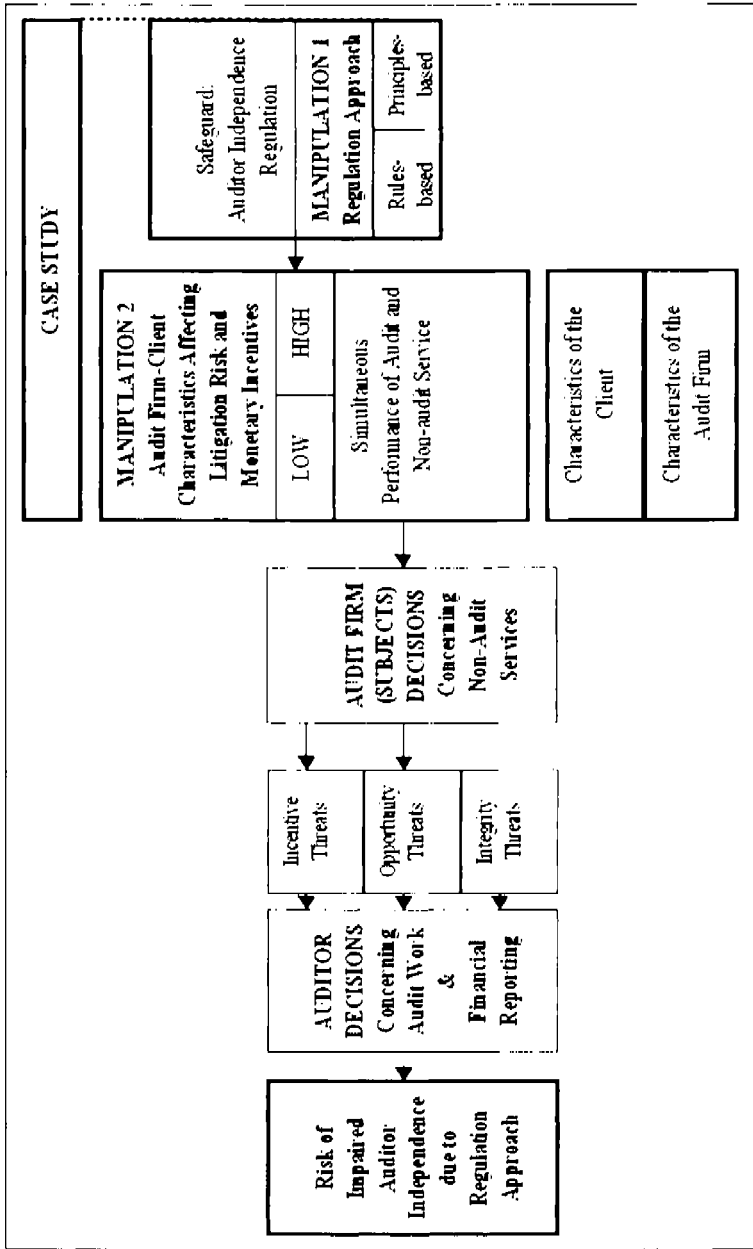 CASE STUDY
Safeguard:
Auditor Independence
Regulation
MANIPULATION 1
Regulation Approach
Rules-
based
Principles-
based
MANIPULATION 2
Audit Firm-Client
Characteristics Affecting
Litigation Risk and
Monetary Incentives
LOW
HIGH
Simultaneous
Performance of Audit and
Non-audit Service
Characteristics of the
Client
Characteristics of the
Audit Firm
AUDIT FIRM
(SUBJECTS)
DECISIONS
Concerning
Non-Audit
Services
Incentive
Threats
Opportunity
Threats
Integrity
Threats
AUDITOR
DECISIONS
Concerning
Audit Work
&
Financial
Reporting
Risk of
Impaired
Auditor
Independence
due to
Regulation
Approach